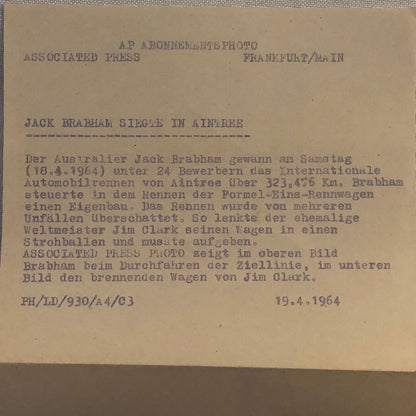 AP ABONNEMENTSPHOTO
ASSOCIATED PRESS FRANKFURT/MAIN
JACK BRABHAM SIEGTE IN AINTREE
Der Australier Jack Brabham gewann am Samstag
(18.4.1964) unter 24 Bewerbern das Internationale
Automobilrennen von Aintree über 323,476 Km. Brabham
steuerte in dem Rennen der Formel-Eins-Rennwagen
einen Eigenbau. Das Rennen wurde von mehreren
Unfällen überschattet. So lenkte der ehemalige
Weltmeister Jim Clark seinen Wagen in einen
Strohballen und musste aufgeben.
ASSOCIATED PRESS PHOTO zeigt im oberen Bild
Brabham beim Durchfahren der Ziellinie, im unteren
Bild den brennenden Wagen von Jim Clark.
PH/LD/930/A4/C3 19.4.1964